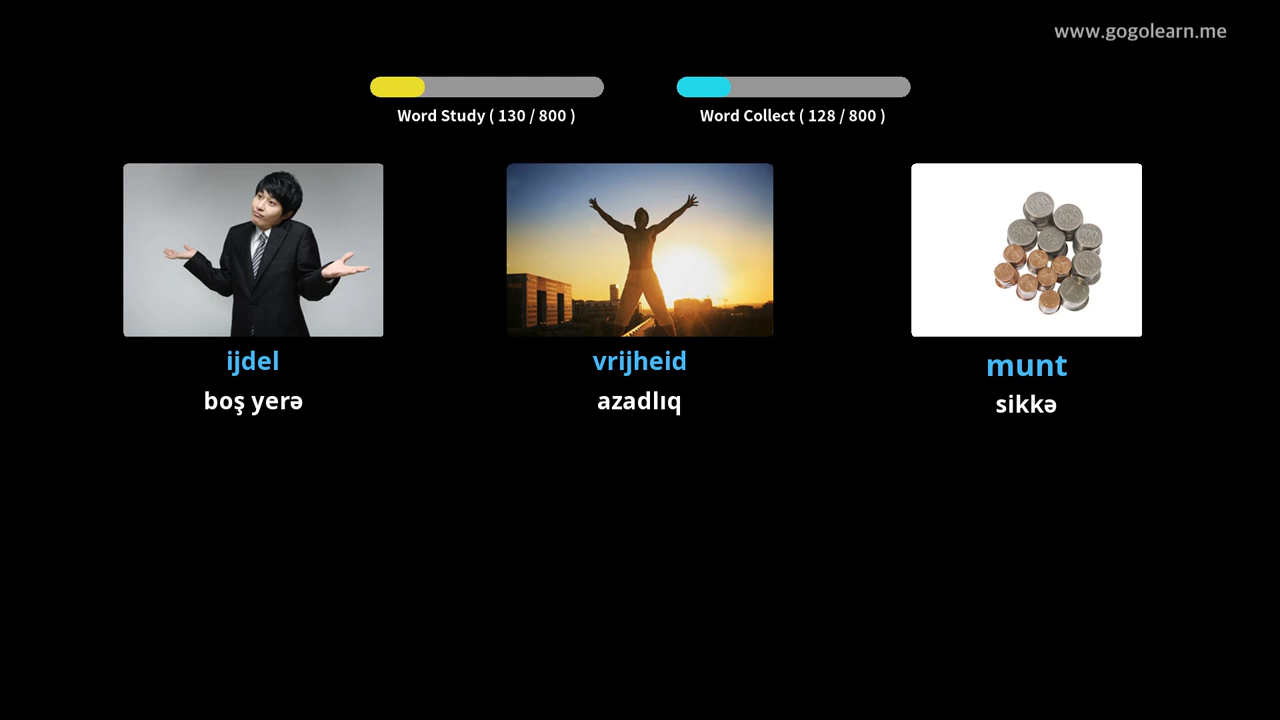 www.gogolearn.me
Word Study ( 130 / 800 )
Word Collect ( 128 / 800 )
ijdel
boş yerə
vrijheid
azadlıq
munt
sikkə